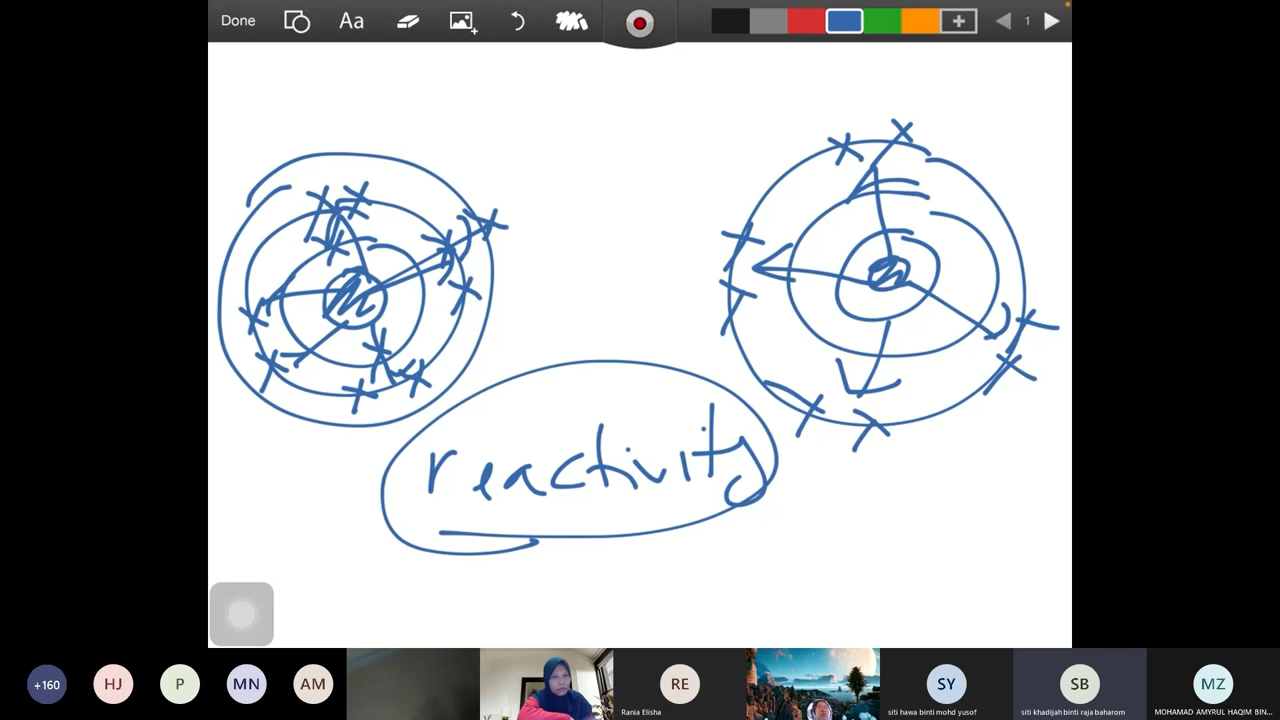 Done
Aa
1
reactivity
+160
HJ
P
MN
AM
RE
SY
SB
MZ
Rania Elisha
siti hawa binti mohd yusof
siti khadijah binti raja baharom
MOHAMAD AMYRUL HAQIM BIN...